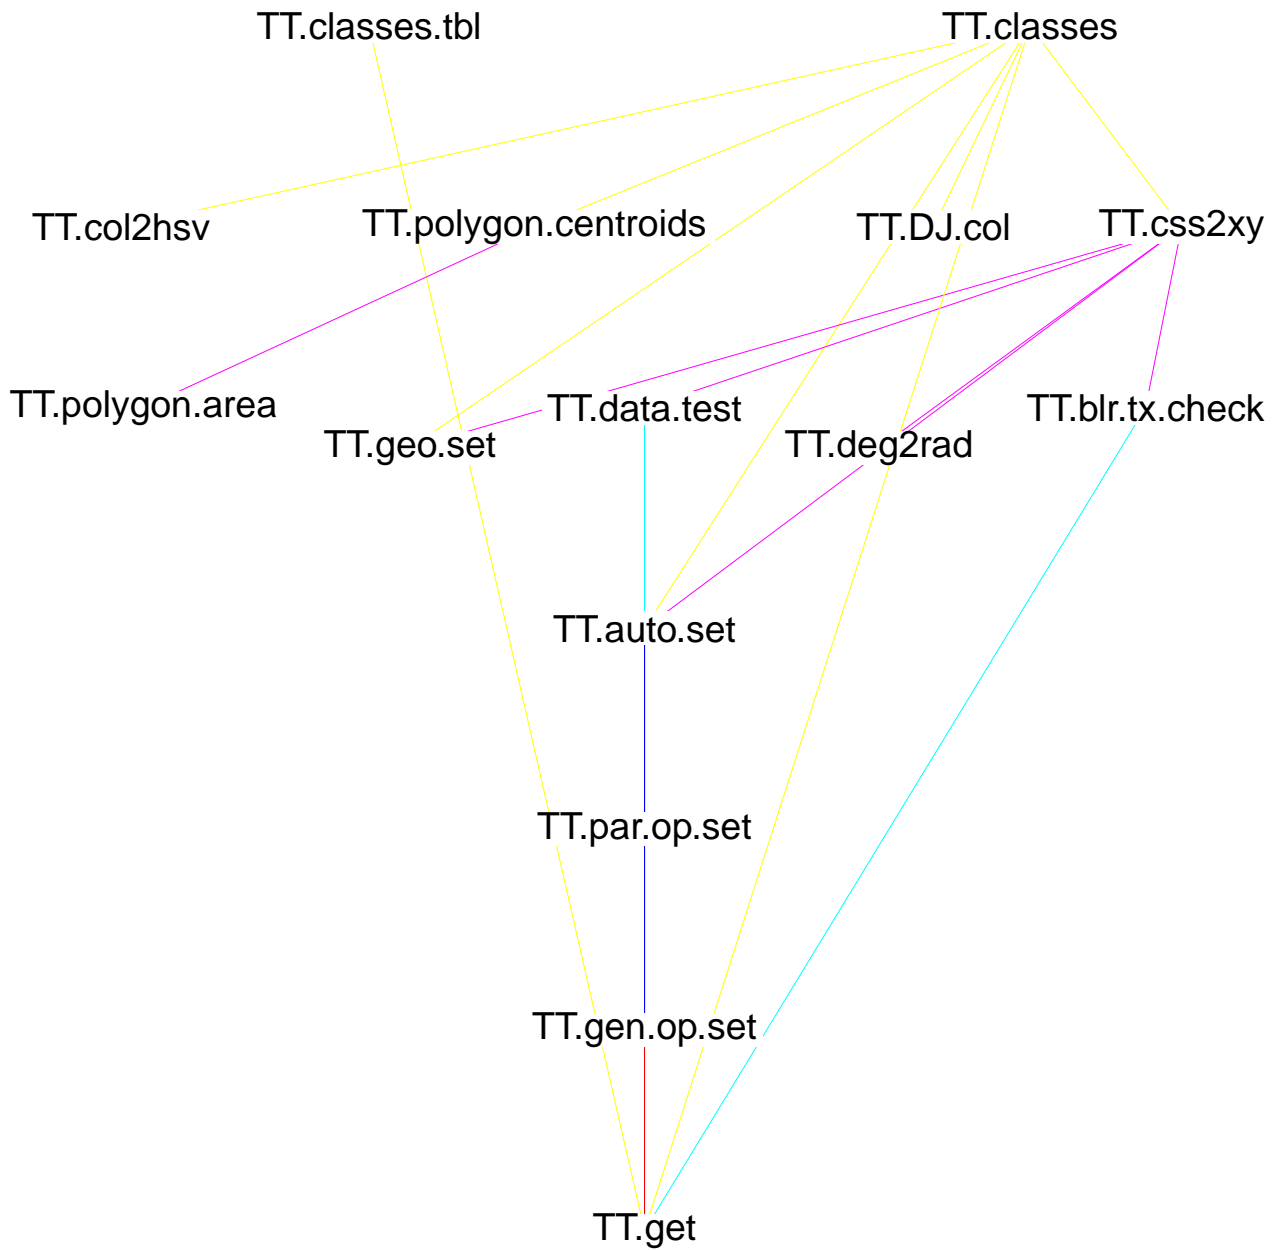 TT.classes.tbl
TT.classes
TT.col2hsv
TT.polygon.centroids
TT.DJ.col
TT.css2xy
TT.polygon.area
TT.data.test
TT.blr.tx.check
TT.geo.set
TT.deg2rad
TT.auto.set
TT.par.op.set
TT.gen.op.set
TT.get